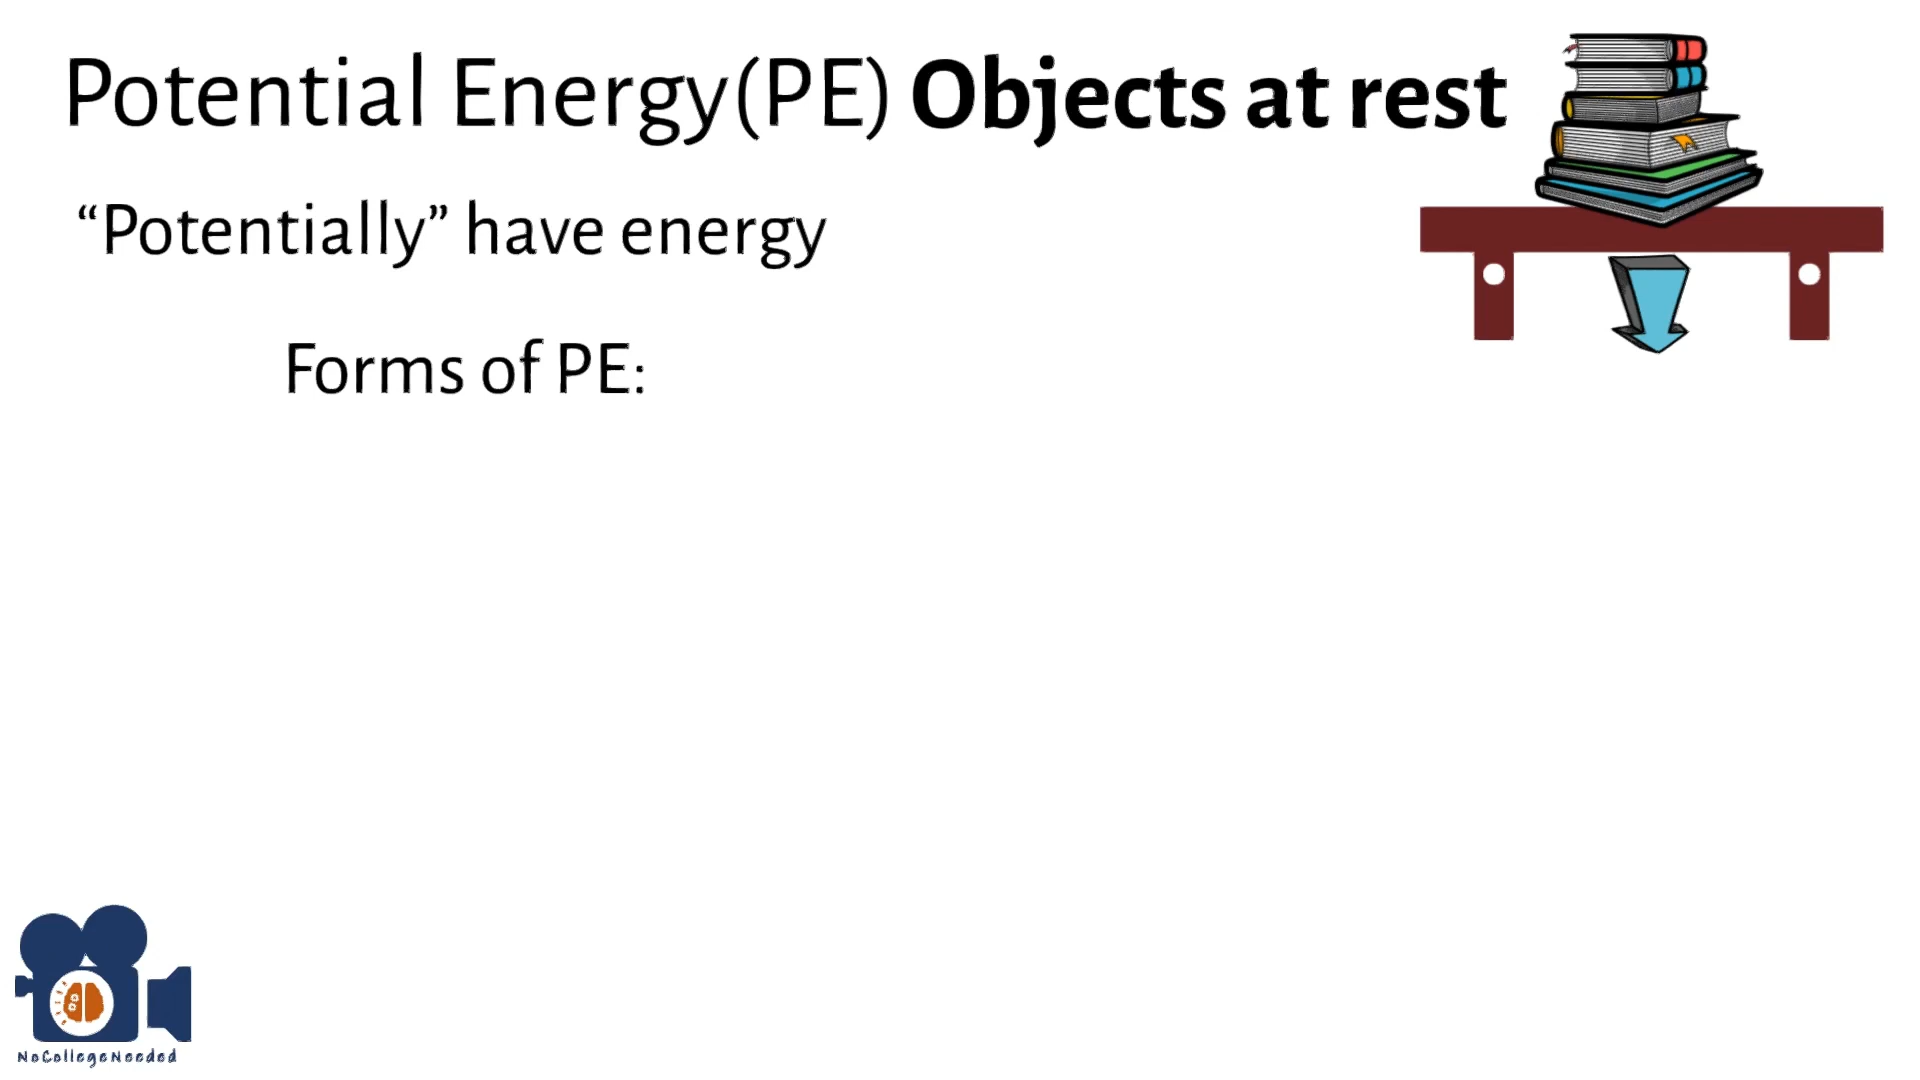 Potential Energy(PE) Objects at rest
“Potentially” have energy
Forms of PE:
NoCollegeNeeded